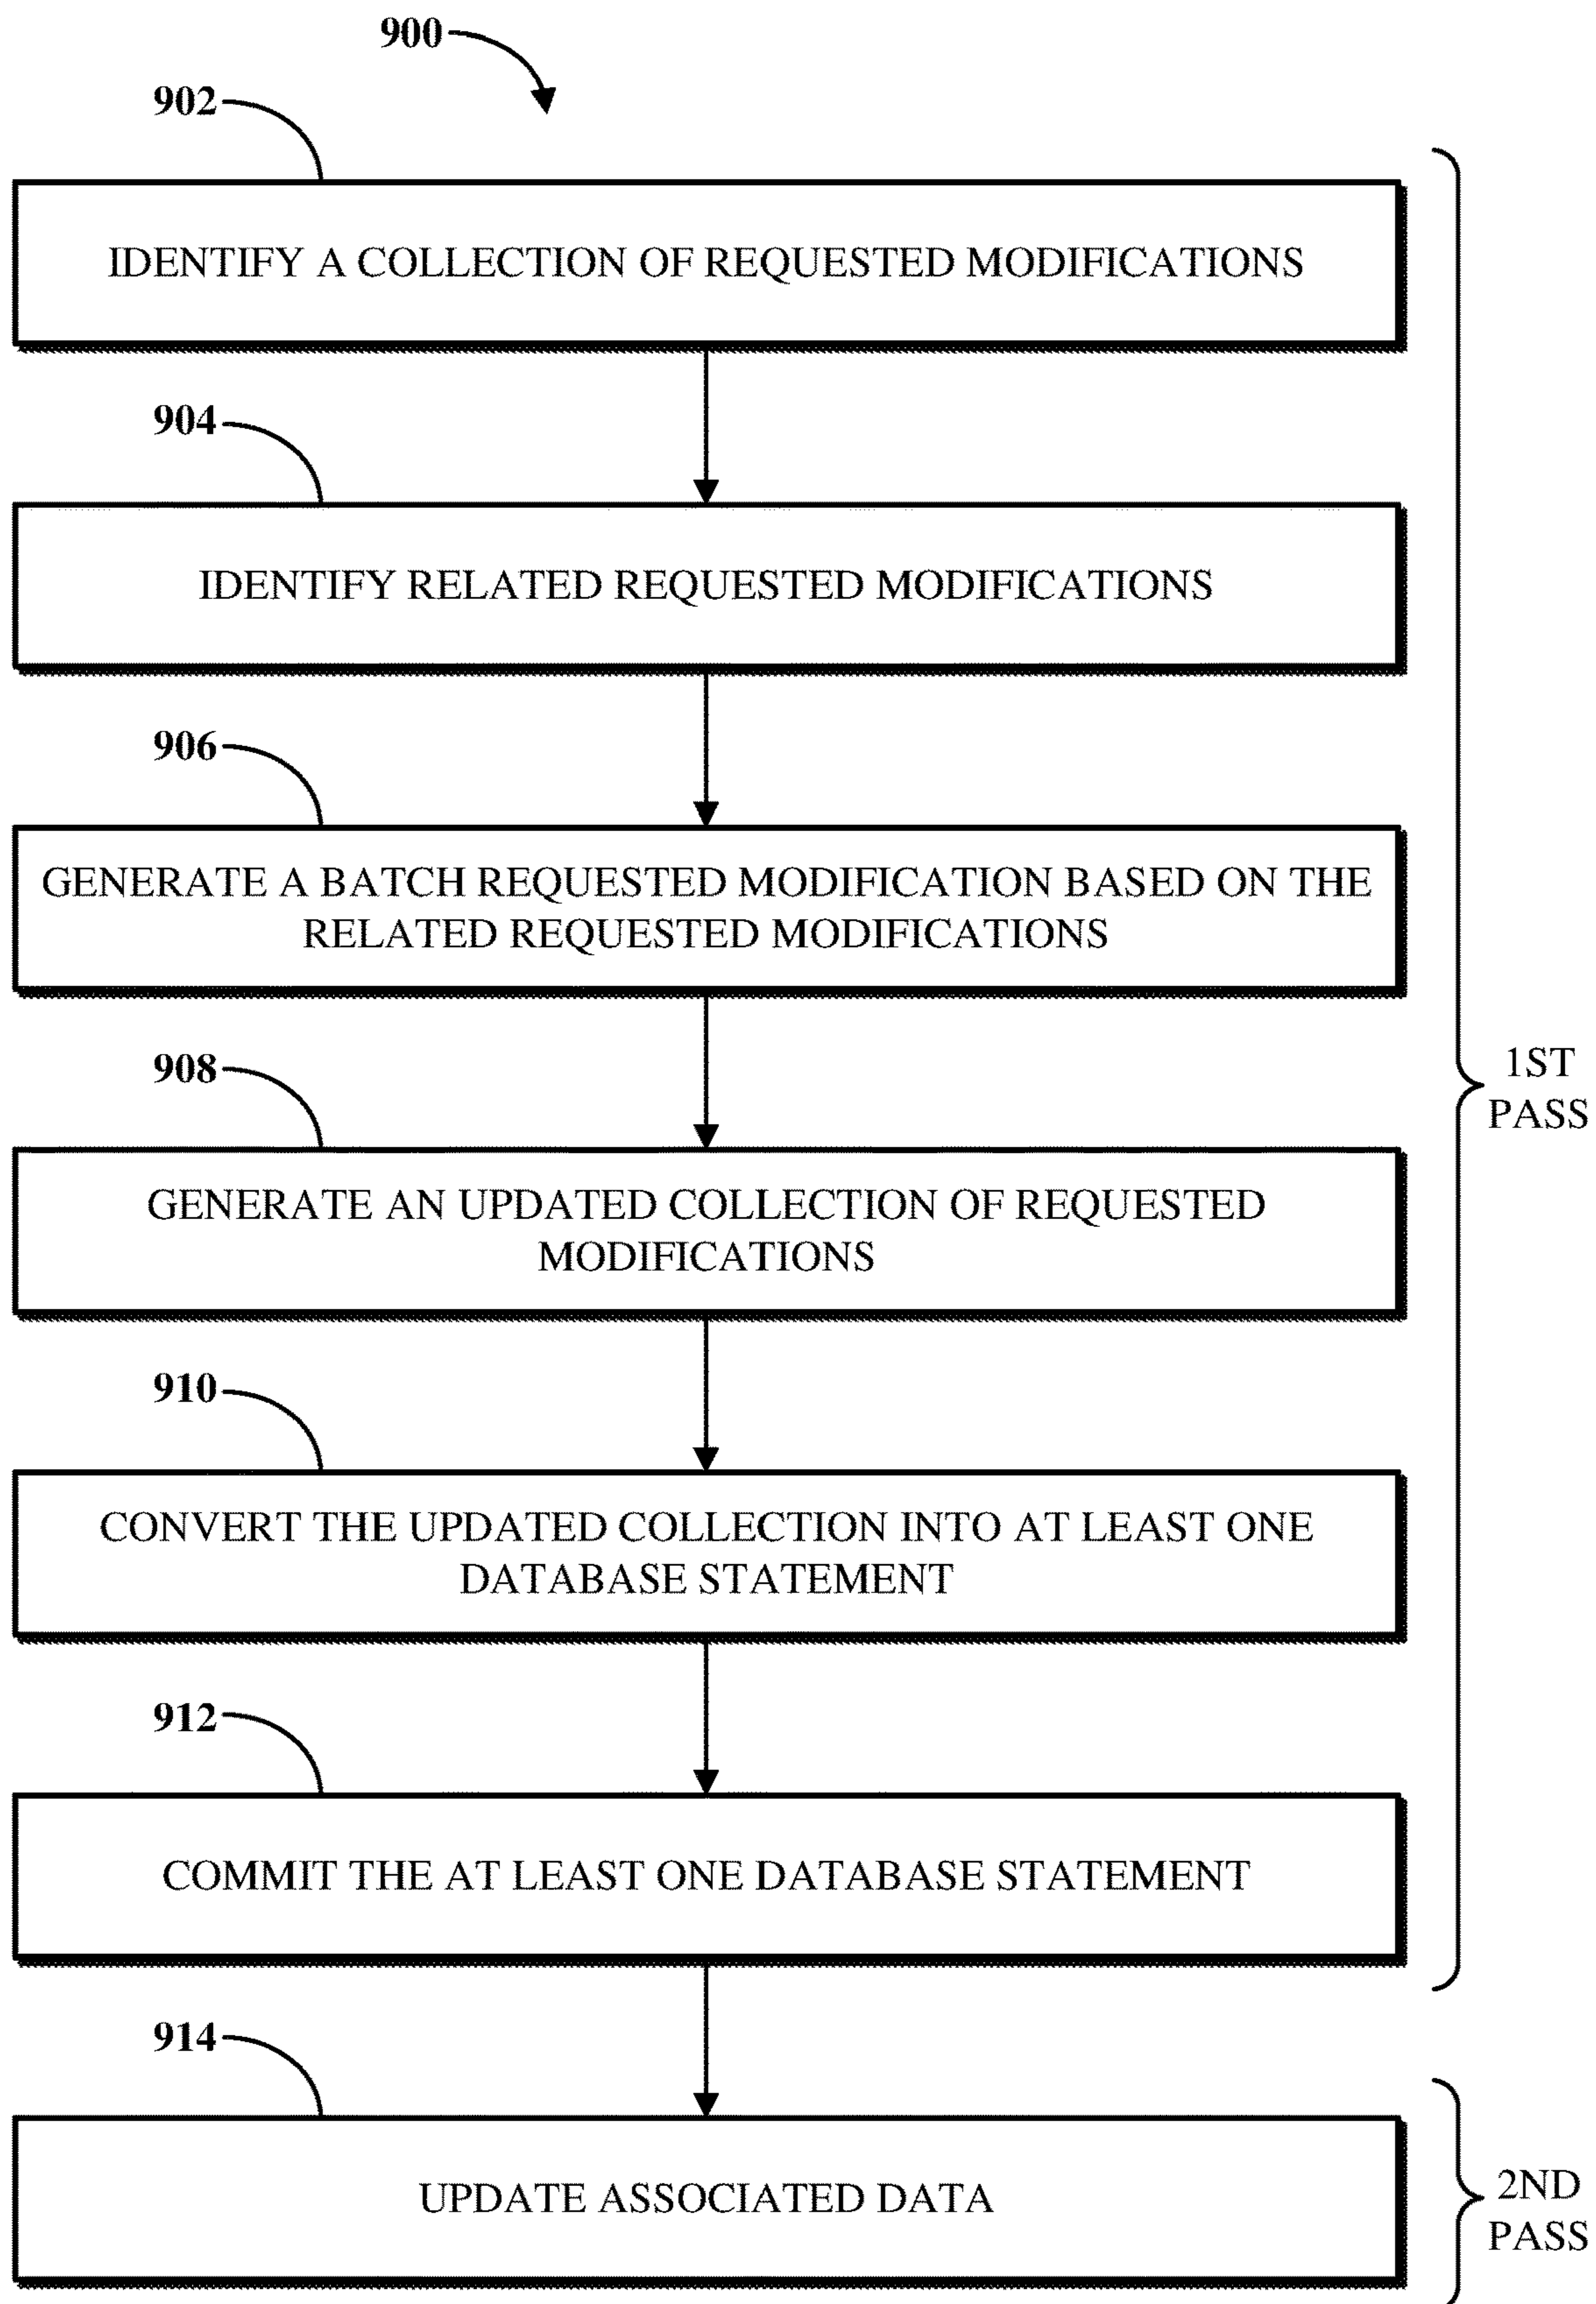 900
902
IDENTIFY A COLLECTION OF REQUESTED MODIFICATIONS
904
IDENTIFY RELATED REQUESTED MODIFICATIONS
906
GENERATE A BATCH REQUESTED MODIFICATION BASED ON THE
RELATED REQUESTED MODIFICATIONS
908
1ST
PASS
GENERATE AN UPDATED COLLECTION OF REQUESTED
MODIFICATIONS
910
CONVERT THE UPDATED COLLECTION INTO AT LEAST ONE
DATABASE STATEMENT
912
COMMIT THE AT LEAST ONE DATABASE STATEMENT
914
UPDATE ASSOCIATED DATA
2ND
PASS